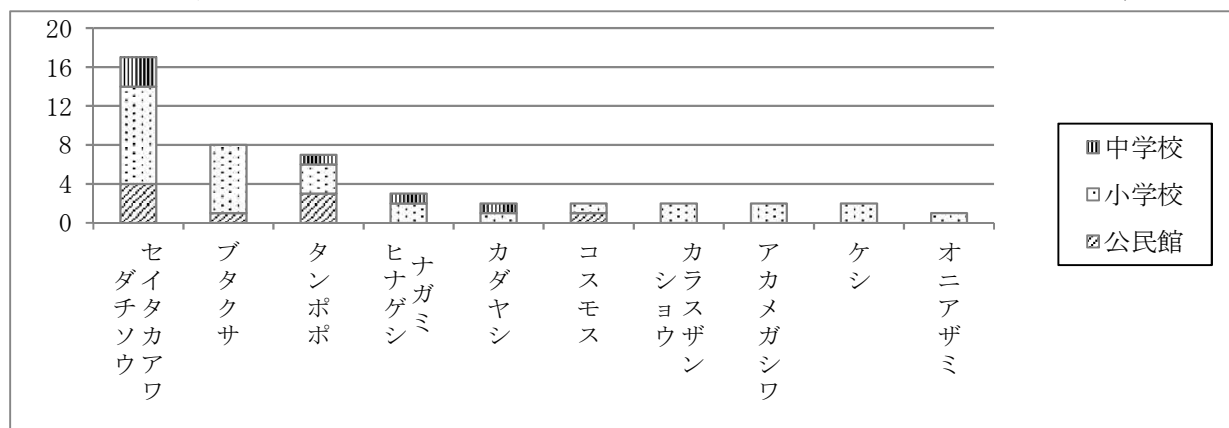 20
16
12
8
4
0
セイタカアワ
ダチソウ
ブタクサ
タンポポ
ナガミ
ヒナゲシ
カダヤシ
コスモス
カラスザン
ショウ
アカメガシワ
ケシ
オニアザミ
中学校
小学校
公民館